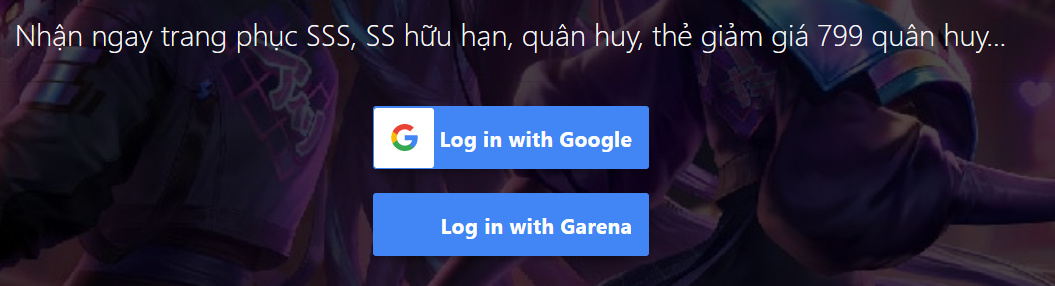 Nhận ngay trang phục SSS, SS hữu hạn, quân huy, thẻ giảm giá 799 quân huy...
Log in with Google
Log in with Garena